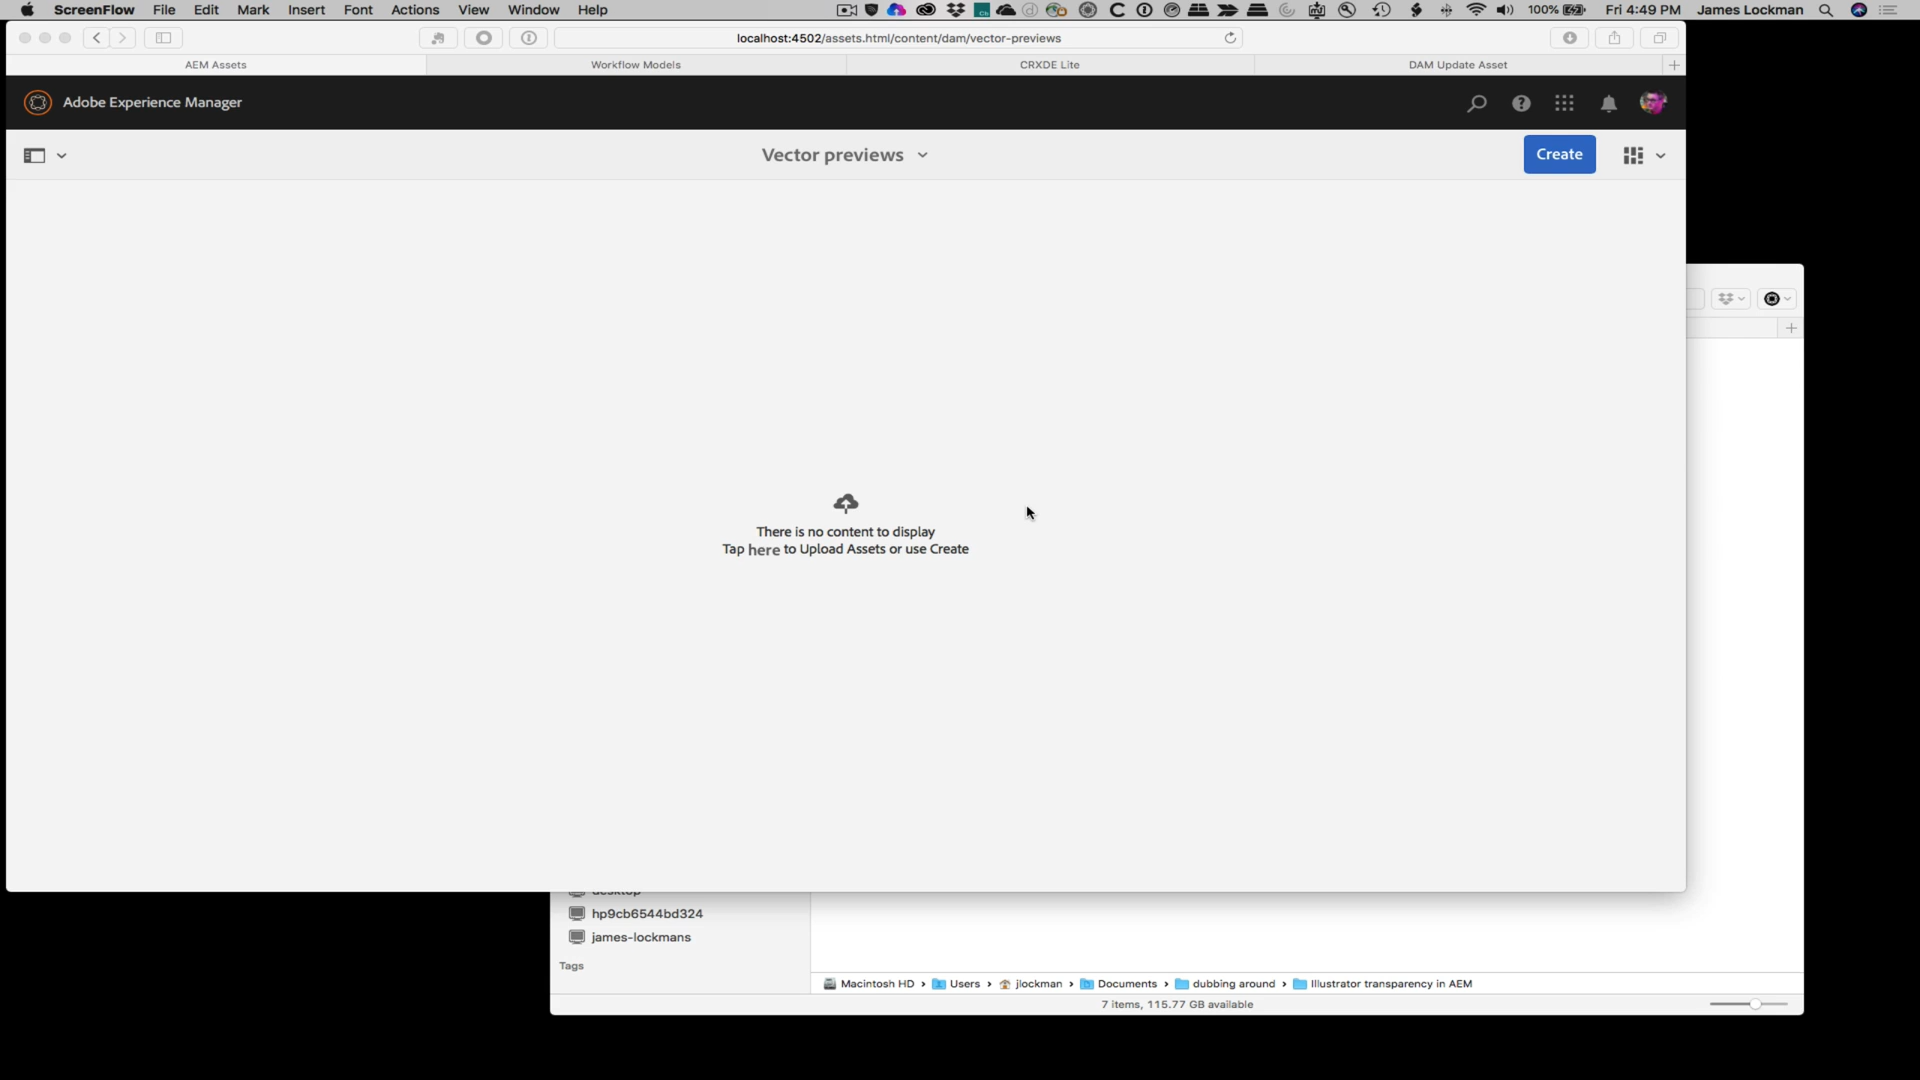 ScreenFlow File Edit Mark Insert Font Actions View Window Help 100% Fri 4:49 PM James Lockman
localhost:4502/assets.html/content/dam/vector-previews
AEM Assets Workflow Models CRXDE Lite DAM Update Asset
Adobe Experience Manager
Vector previews Create
There is no content to display
Tap here to Upload Assets or use Create
desktop
hp9cb6544bd324
james-lockmans
Tags
Macintosh HD › Users › jlockman › Documents › dubbing around › Illustrator transparency in AEM
7 items, 115.77 GB available